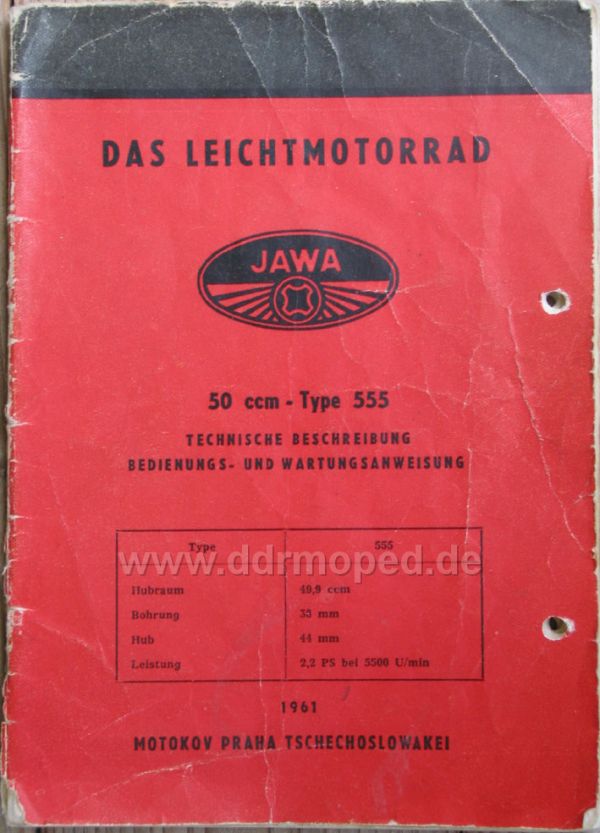 DAS LEICHTMOTORRAD
JAWA
50 ccm - Type 555
TECHNISCHE BESCHREIBUNG
BEDIENUNGS- UND WARTUNGSANWEISUNG
Type 555
www.ddrmoped.de
Hubraum 49,9 ccm
Bohrung 38 mm
Hub 44 mm
Leistung 2,2 PS bei 5500 U/min
1961
MOTOKOV PRAHA TSCHECHOSLOWAKEI